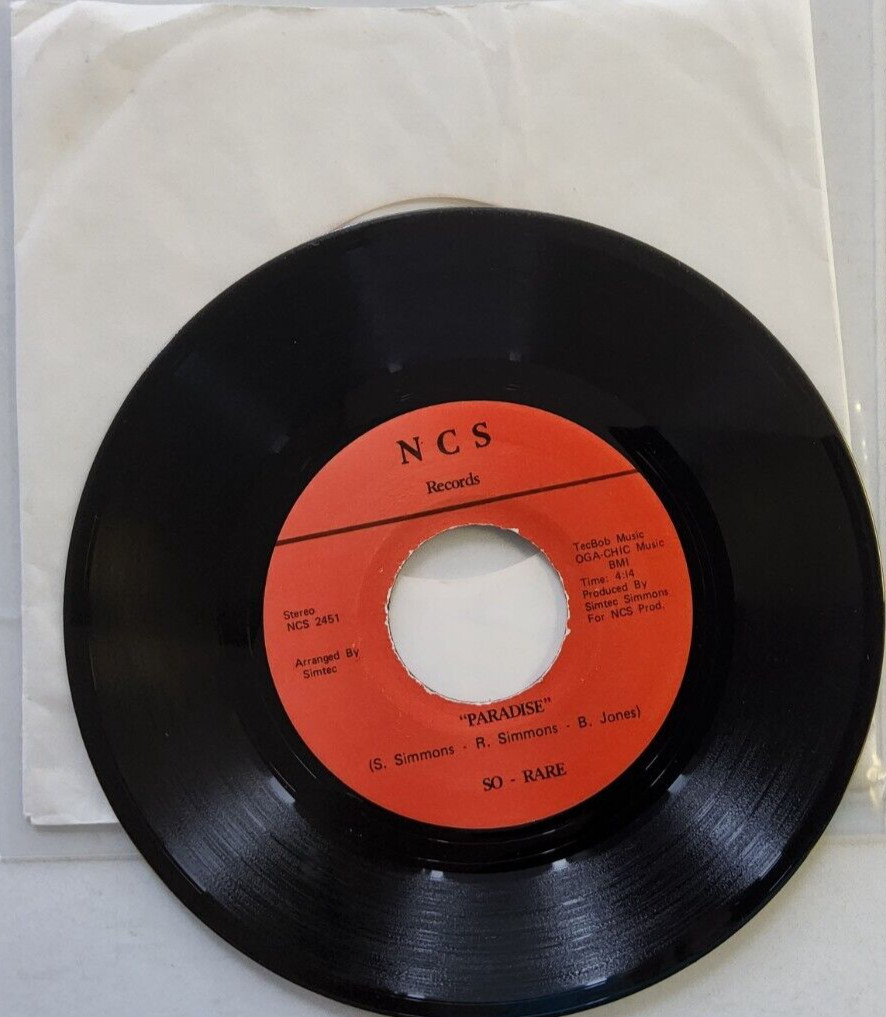 N C S
Records
Stereo
NCS 2451
Arranged By
Simtec
TecBob Music
OGA-CHIC Music
BMI
Time: 4:14
Produced By
Simtec Simmons
For NCS Prod.
"PARADISE"
(S. Simmons - R. Simmons - B. Jones)
SO - RARE